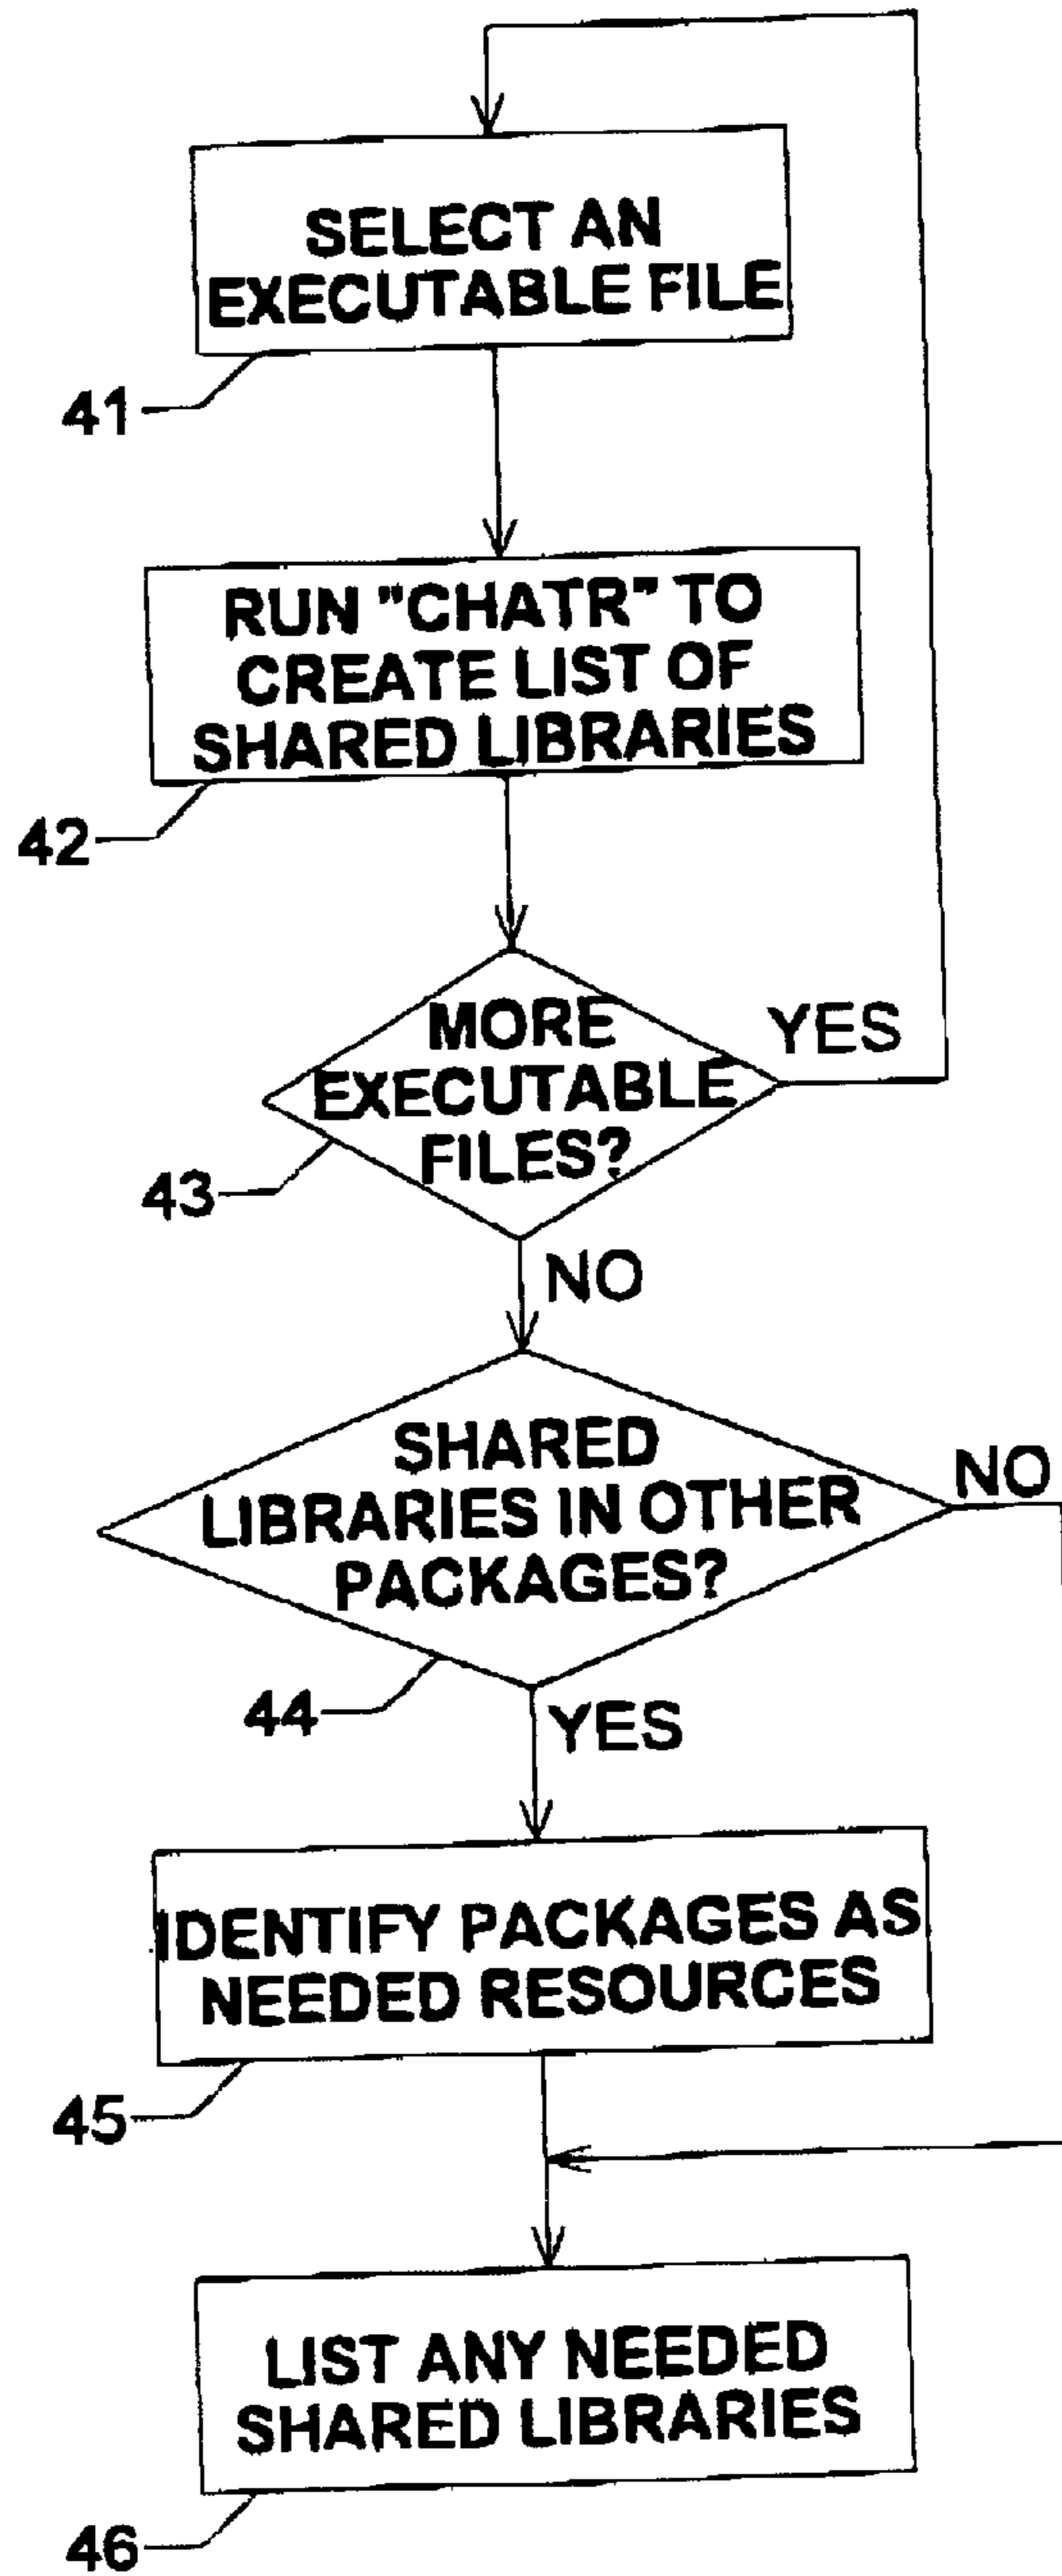 SELECT AN
EXECUTABLE FILE
41
RUN "CHATR" TO
CREATE LIST OF
SHARED LIBRARIES
42
MORE
EXECUTABLE
FILES?
YES
43
NO
SHARED
LIBRARIES IN OTHER
PACKAGES?
NO
44
YES
IDENTIFY PACKAGES AS
NEEDED RESOURCES
45
LIST ANY NEEDED
SHARED LIBRARIES
46